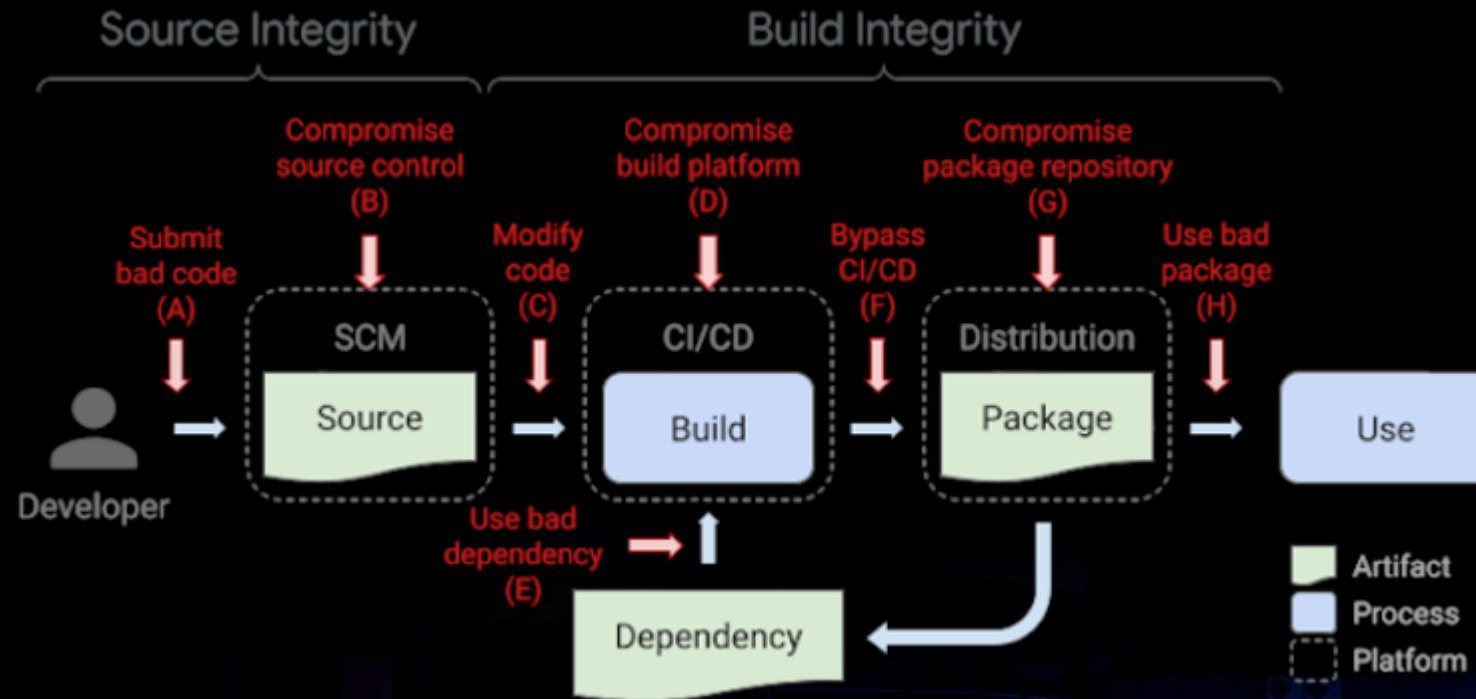 Source Integrity
Build Integrity
Compromise
source control
(B)
Compromise
build platform
(D)
Compromise
package repository
(G)
Submit
bad code
(A)
Modify
code
(C)
Bypass
CI/CD
(F)
Use bad
package
(H)
SCM
CI/CD
Distribution
Source
Build
Package
Use
Developer
Use bad
dependency
(E)
Dependency
Artifact
Process
Platform